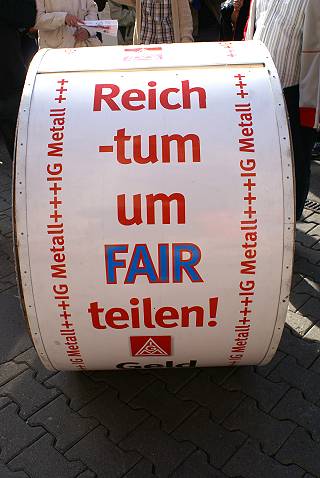 Reich
-tum
um
FAIR
teilen!
Geld
IG Metall+++IG Metall+++IG Metall +++
+++IG Metall+++IG Metall+++IG Metall